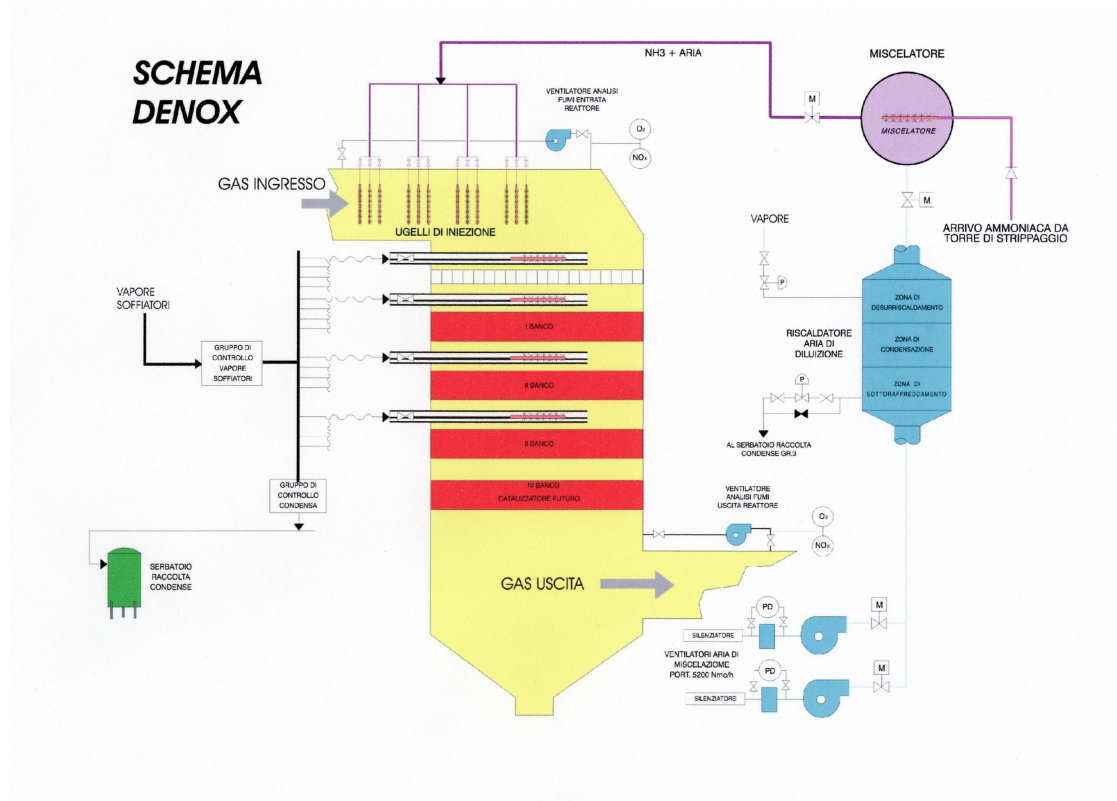 SCHEMA
DENOX
NH3 + ARIA
MISCELATORE
VENTILATORE ANALISI
FUMI ENTRATA
REATTORE
O2
NOx
M
MISCELATORE
GAS INGRESSO
M
ARRIVO AMMONIACA DA
TORRE DI STRIPPAGGIO
UGELLI DI INIEZIONE
VAPORE
P
VAPORE
SOFFIATORI
ZONA DI
DESURRISCALDAMENTO
I BANCO
RISCALDATORE
ARIA DI
DILLUIZIONE
ZONA DI
CONDENSAZIONE
GRUPPO DI
CONTROLLO
VAPORE
SOFFIATORI
P
ZONA DI
SOTTORAFFREDDAMENTO
II BANCO
AL SERBATOIO RACCOLTA
CONDENSE GR.3
II BANCO
GRUPPO DI
CONTROLLO
CONDENSA
IV BANCO
CATALIZZATORE FUTURO
VENTILATORE
ANALISI FUMI
USCITA REATTORE
O2
NOx
SERBATOIO
RACCOLTA
CONDENSE
GAS USCITA
PD
M
SILENZIATORE
VENTILATORI ARIA DI
MISCELAZIOME
PORT. 5200 Nmc/h
PD
M
SILENZIATORE